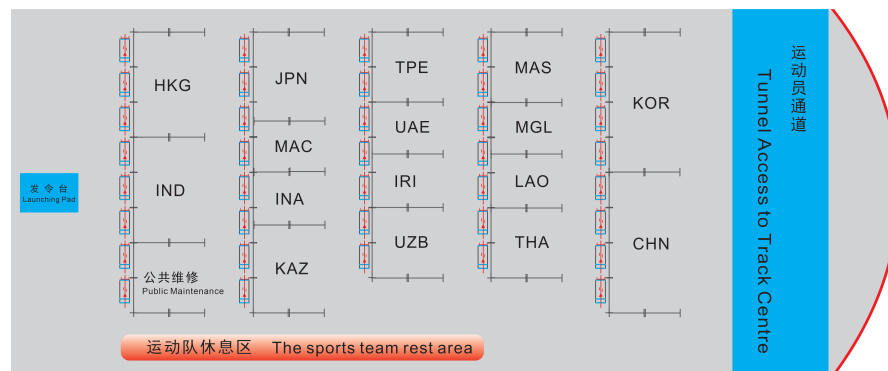 HKG
IND
公共维修
Public Maintenance
JPN
MAC
INA
KAZ
TPE
UAE
IRI
UZB
MAS
MGL
LAO
THA
KOR
CHN
发令台
Launching Pad
运动员通道
Tunnel Access to Track Centre
运动队休息区 The sports team rest area